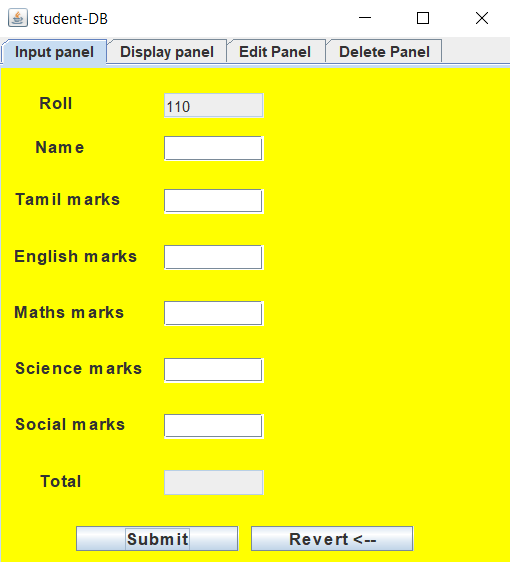 student-DB
Input panel Display panel Edit Panel Delete Panel
Roll 110
Name
Tamil marks
English marks
Maths marks
Science marks
Social marks
Total
Submit Revert <--